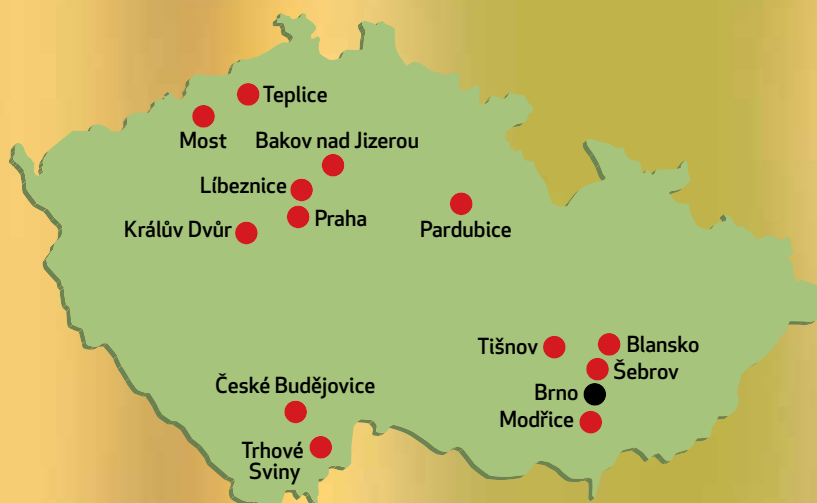 Teplice
Most
Bakov nad Jizerou
Líbeznice
Praha
Králův Dvůr
Pardubice
Tišnov
Blansko
Šebrov
České Budějovice
Brno
Modřice
Trhové
Sviny